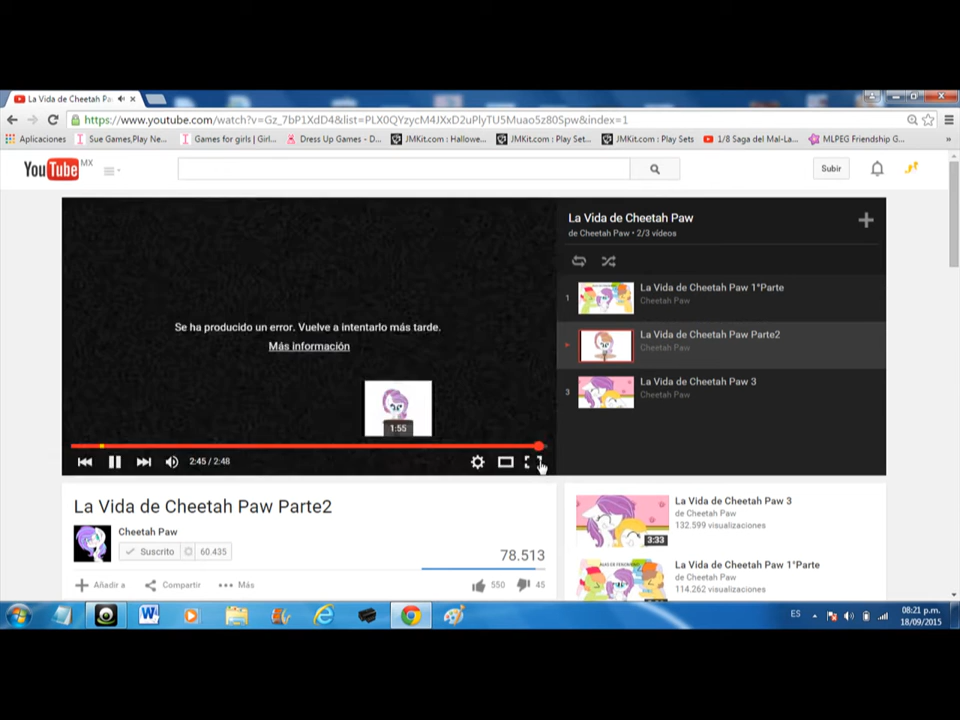 La Vida de Cheetah Pa
https://www.youtube.com/watch?v=Gz_7bP1XdD4&list=PLX0QYzycM4JXxD2uPlyTU5Muao5z80Spw&index=1
Aplicaciones
Sue Games,Play Ne...
Games for girls | Girl...
Dress Up Games - D...
JMKit.com : Hallowe...
JMKit.com : Play Set...
JMKit.com : Play Sets
1/8 Saga del Mal-La...
MLPEG Friendship G...
»
YouTube MX
Subir
Se ha producido un error. Vuelve a intentarlo más tarde.
Más información
1:55
2:45 / 2:48
La Vida de Cheetah Paw
de Cheetah Paw • 2/3 vídeos
1
La Vida de Cheetah Paw 1°Parte
Cheetah Paw
La Vida de Cheetah Paw Parte2
Cheetah Paw
3
La Vida de Cheetah Paw 3
Cheetah Paw
La Vida de Cheetah Paw Parte2
Cheetah Paw
Suscrito
60.435
78.513
Añadir a
Compartir
Más
550
45
La Vida de Cheetah Paw 3
de Cheetah Paw
132.599 visualizaciones
3:33
La Vida de Cheetah Paw 1°Parte
de Cheetah Paw
114.262 visualizaciones
ES
08:21 p.m.
18/09/2015